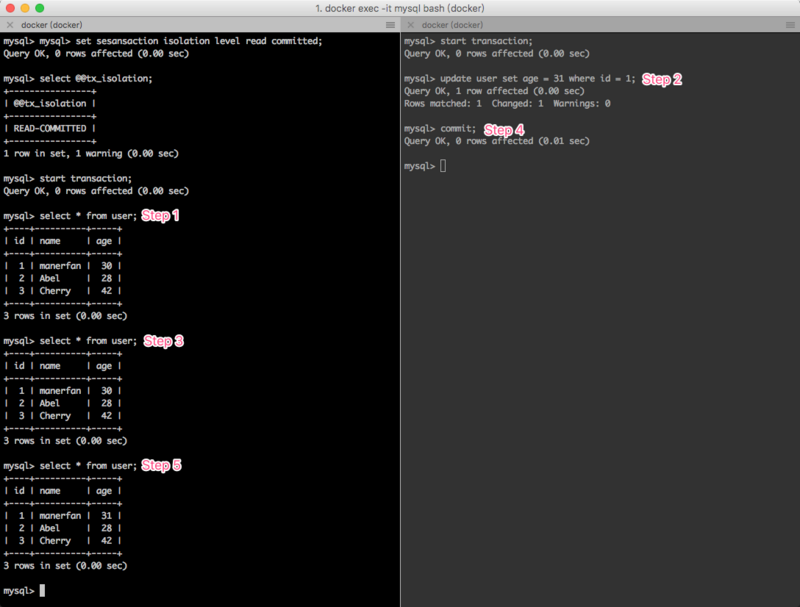 1. docker exec -it mysql bash (docker)
docker (docker)
mysql> mysql> set sesansaction isolation level read committed;
Query OK, 0 rows affected (0.00 sec)
mysql> select @@tx_isolation;
+----------------+
| @@tx_isolation |
+----------------+
| READ-COMMITTED |
+----------------+
1 row in set, 1 warning (0.00 sec)
mysql> start transaction;
Query OK, 0 rows affected (0.00 sec)
mysql> select * from user; Step 1
+----+----------+-----+
| id | name     | age |
+----+----------+-----+
|  1 | manerfan |  30 |
|  2 | Abel     |  28 |
|  3 | Cherry   |  42 |
+----+----------+-----+
3 rows in set (0.00 sec)
mysql> select * from user; Step 3
+----+----------+-----+
| id | name     | age |
+----+----------+-----+
|  1 | manerfan |  30 |
|  2 | Abel     |  28 |
|  3 | Cherry   |  42 |
+----+----------+-----+
3 rows in set (0.00 sec)
mysql> select * from user; Step 5
+----+----------+-----+
| id | name     | age |
+----+----------+-----+
|  1 | manerfan |  31 |
|  2 | Abel     |  28 |
|  3 | Cherry   |  42 |
+----+----------+-----+
3 rows in set (0.00 sec)
mysql>
docker (docker)
mysql> start transaction;
Query OK, 0 rows affected (0.00 sec)
mysql> update user set age = 31 where id = 1; Step 2
Query OK, 1 row affected (0.00 sec)
Rows matched: 1  Changed: 1  Warnings: 0
mysql> commit; Step 4
Query OK, 0 rows affected (0.01 sec)
mysql>